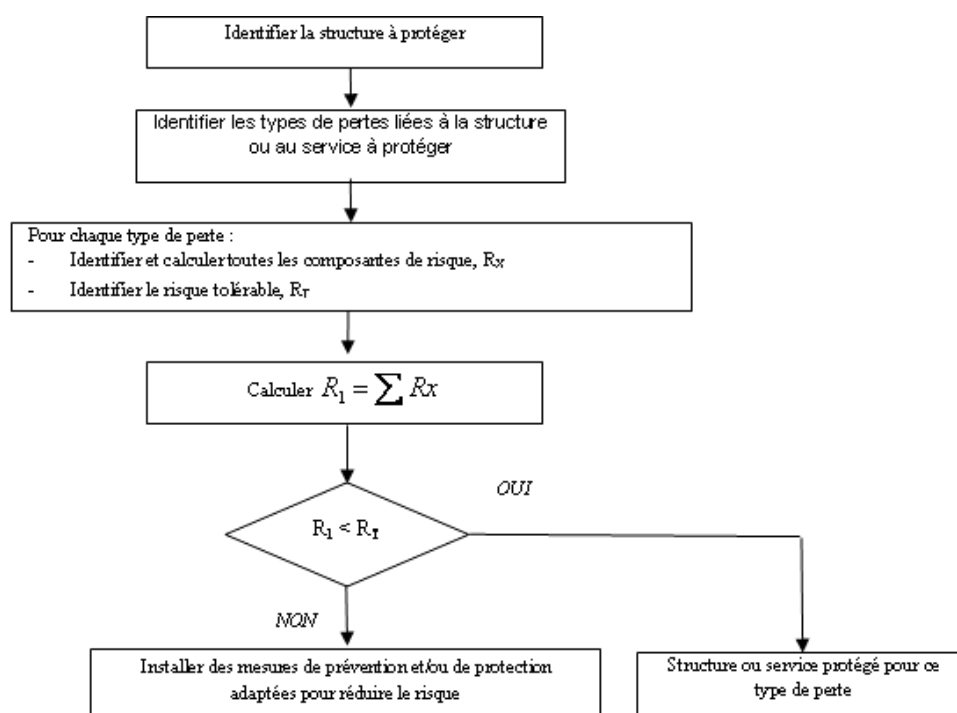 Identifier la structure à protéger
Identifier les types de pertes liées à la structure
ou au service à protéger
Pour chaque type de perte :
- Identifier et calculer toutes les composantes de risque, Rx
- Identifier le risque tolérable, RT
Calculer R1 = ∑ Rx
OUI
R1 < RT
NON
Installer des mesures de prévention et/ou de protection
adaptées pour réduire le risque
Structure ou service protégé pour ce
type de perte